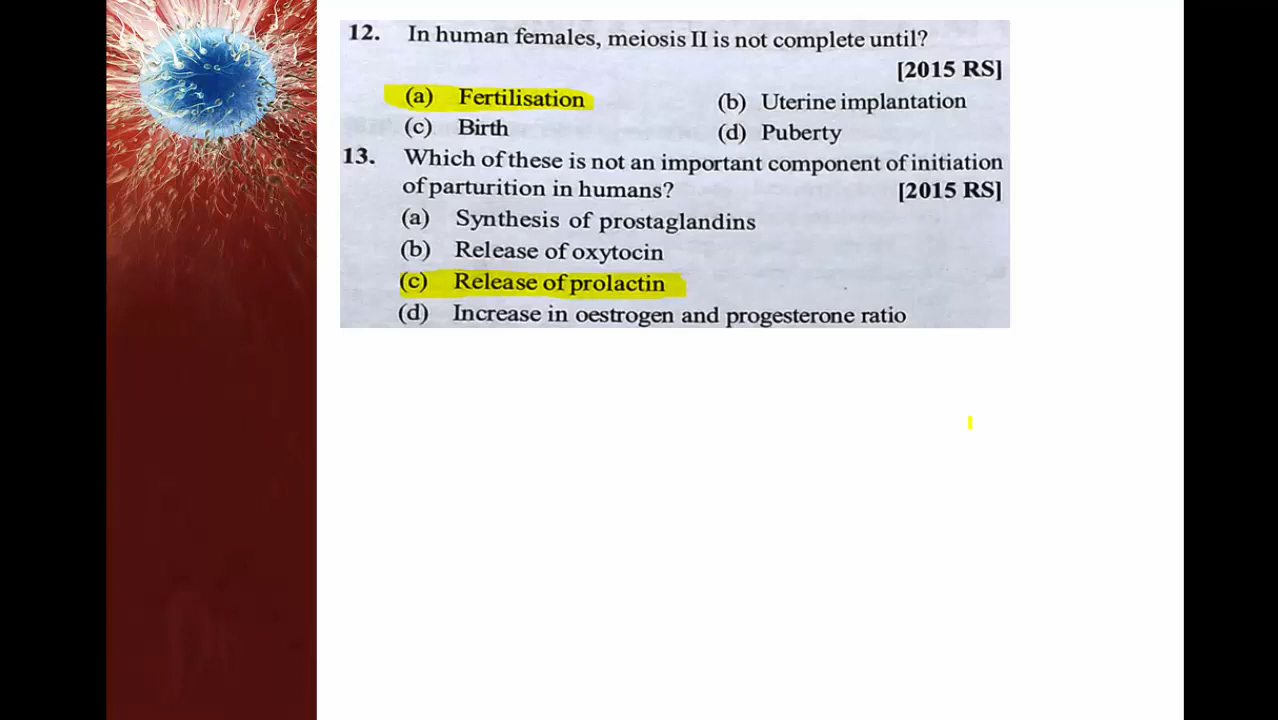 12. In human females, meiosis II is not complete until?
[2015 RS]
(a) Fertilisation (b) Uterine implantation
(c) Birth (d) Puberty
13. Which of these is not an important component of initiation
of parturition in humans? [2015 RS]
(a) Synthesis of prostaglandins
(b) Release of oxytocin
(c) Release of prolactin
(d) Increase in oestrogen and progesterone ratio